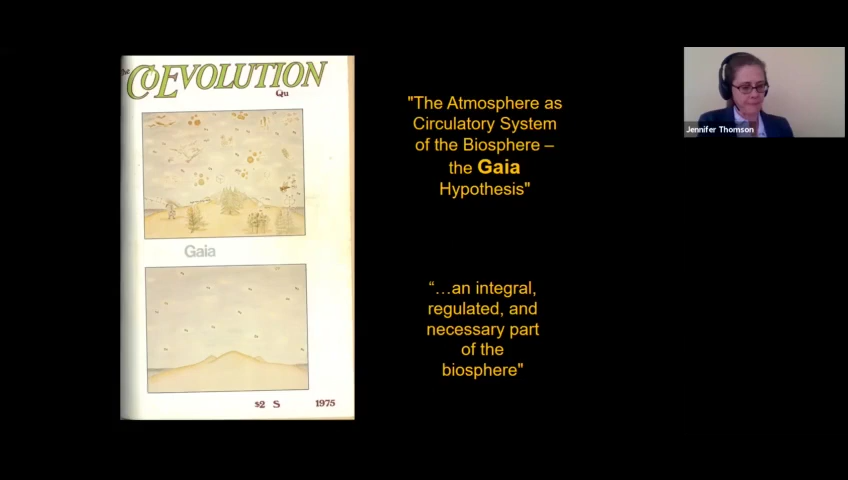 The
CoEVOLUTION
Qu
Gaia
$2 S 1975
"The Atmosphere as
Circulatory System
of the Biosphere –
the Gaia
Hypothesis"
“…an integral,
regulated, and
necessary part
of the
biosphere"
Jennifer Thomson